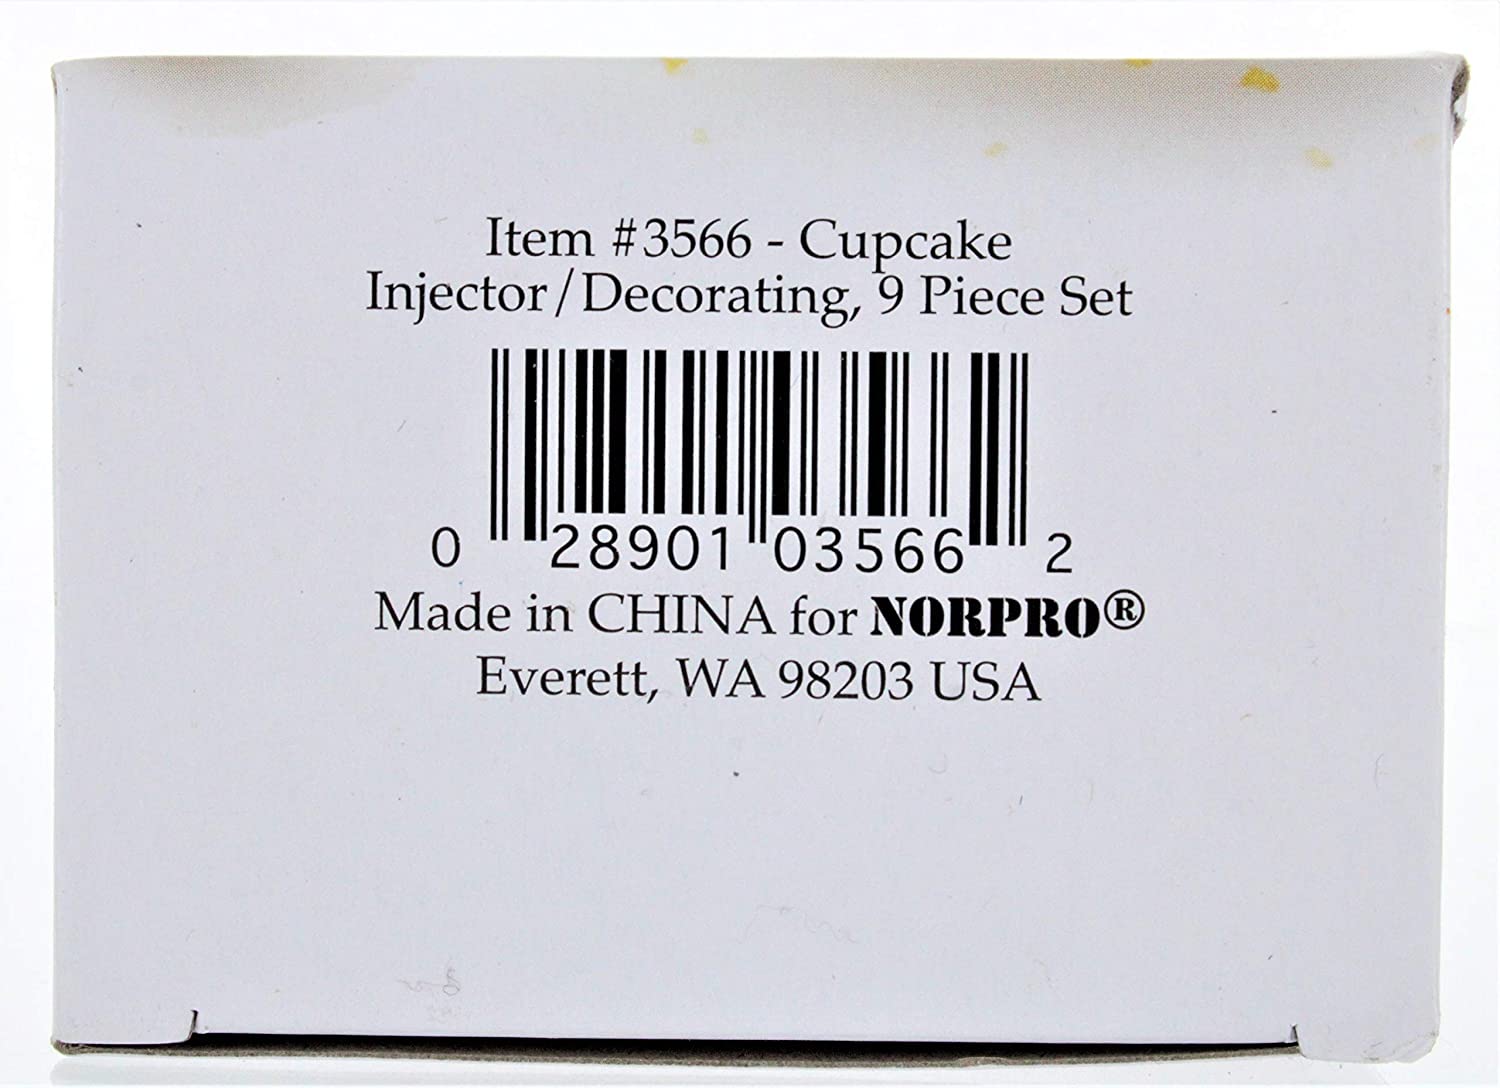 Item #3566 - Cupcake
Injector/Decorating, 9 Piece Set
0 28901 03566 2
Made in CHINA for NORPRO®
Everett, WA 98203 USA